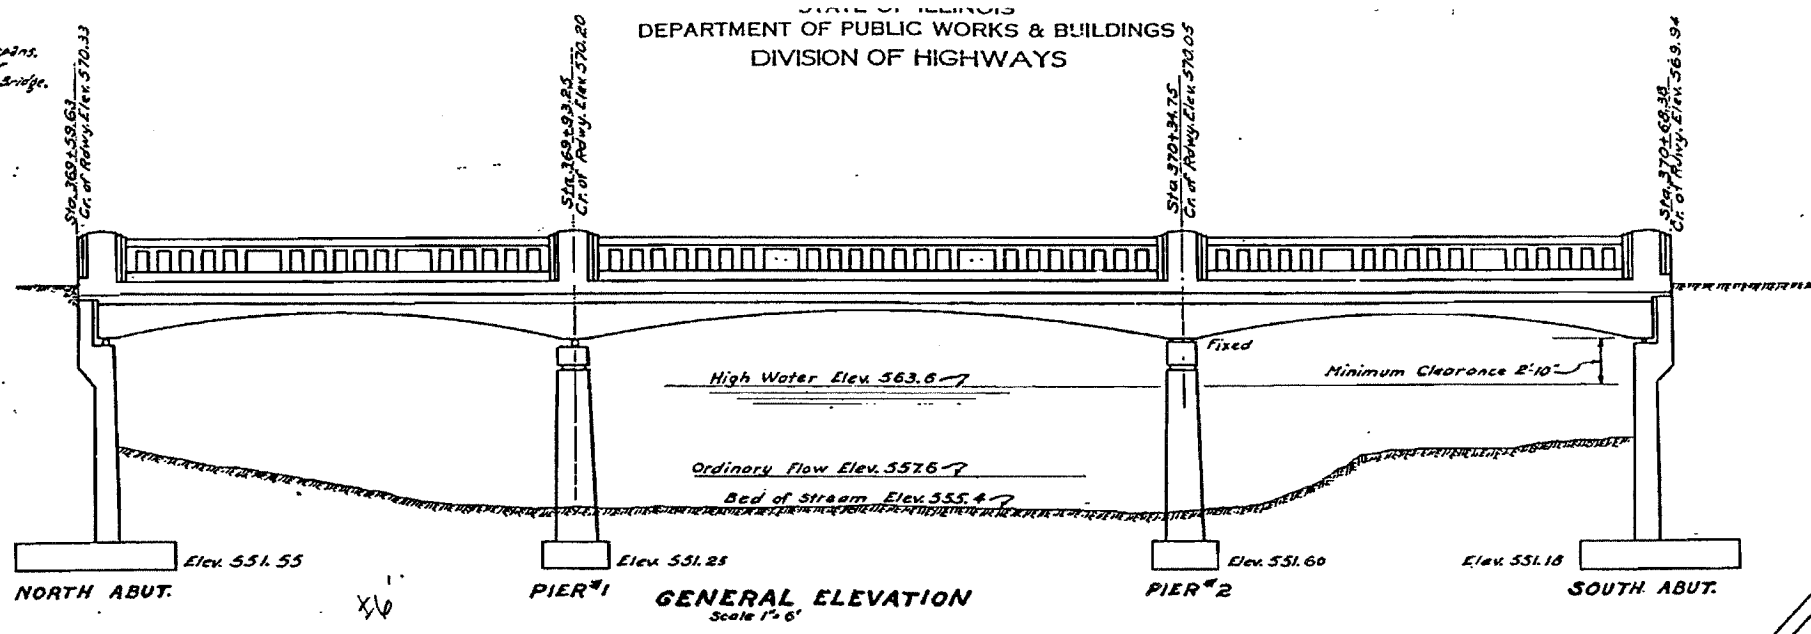 STATE OF ILLINOIS
DEPARTMENT OF PUBLIC WORKS & BUILDINGS
DIVISION OF HIGHWAYS
Bridge.
Sta. 369+59.63
Cr. of Rdwy. Elev. 570.33
Sta. 369+93.25
Cr. of Rdwy. Elev. 570.20
Sta. 370+34.75
Cr. of Rdwy. Elev. 570.05
Sta. 370+68.38
Cr. of Rdwy. Elev. 569.94
Fixed
Minimum Clearance 2'-10"
High Water Elev. 563.6
Ordinary Flow Elev. 557.6
Bed of Stream Elev. 555.4
Elev. 551.55
Elev. 551.25
Elev. 551.60
Elev. 551.18
NORTH ABUT.
PIER #1
PIER #2
SOUTH ABUT.
GENERAL ELEVATION
Scale 1"=6'